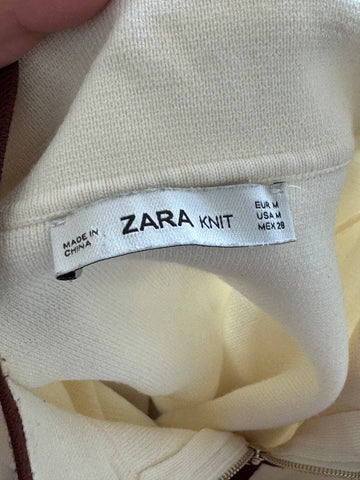 MADE IN
CHINA
ZARA KNIT
EUR M
USA M
MEX 28